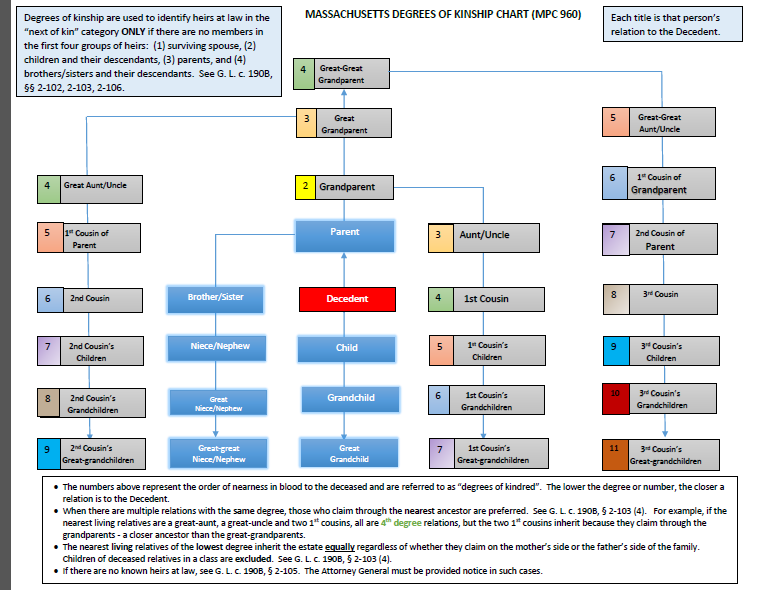 Degrees of kinship are used to identify heirs at law in the
"next of kin" category ONLY if there are no members in
the first four groups of heirs: (1) surviving spouse, (2)
children and their descendants, (3) parents, and (4)
brothers/sisters and their descendants. See G. L. c. 190B,
§§ 2-102, 2-103, 2-106.
MASSACHUSETTS DEGREES OF KINSHIP CHART (MPC 960)
Each title is that person's
relation to the Decedent.
4 Great-Great
Grandparent
3 Great
Grandparent
5 Great-Great
Aunt/Uncle
4 Great Aunt/Uncle
2 Grandparent
6 1st Cousin of
Grandparent
5 1st Cousin of
Parent
Parent
3 Aunt/Uncle
7 2nd Cousin of
Parent
6 2nd Cousin
Brother/Sister
Decedent
4 1st Cousin
8 3rd Cousin
7 2nd Cousin's
Children
Niece/Nephew
Child
5 1st Cousin's
Children
9 3rd Cousin's
Children
8 2nd Cousin's
Grandchildren
Great
Niece/Nephew
Grandchild
6 1st Cousin's
Grandchildren
10 3rd Cousin's
Grandchildren
9 2nd Cousin's
Great-grandchildren
Great-great
Niece/Nephew
Great
Grandchild
7 1st Cousin's
Great-grandchildren
11 3rd Cousin's
Great-grandchildren
• The numbers above represent the order of nearness in blood to the deceased and are referred to as "degrees of kindred". The lower the degree or number, the closer a
relation is to the Decedent.
• When there are multiple relations with the same degree, those who claim through the nearest ancestor are preferred. See G. L. c. 190B, § 2-103 (4). For example, if the
nearest living relatives are a great-aunt, a great-uncle and two 1st cousins, all are 4th degree relations, but the two 1st cousins inherit because they claim through the
grandparents - a closer ancestor than the great-grandparents.
• The nearest living relatives of the lowest degree inherit the estate equally regardless of whether they claim on the mother's side or the father's side of the family.
Children of deceased relatives in a class are excluded. See G. L. c. 190B, § 2-103 (4).
• If there are no known heirs at law, see G. L. c. 190B, § 2-105. The Attorney General must be provided notice in such cases.